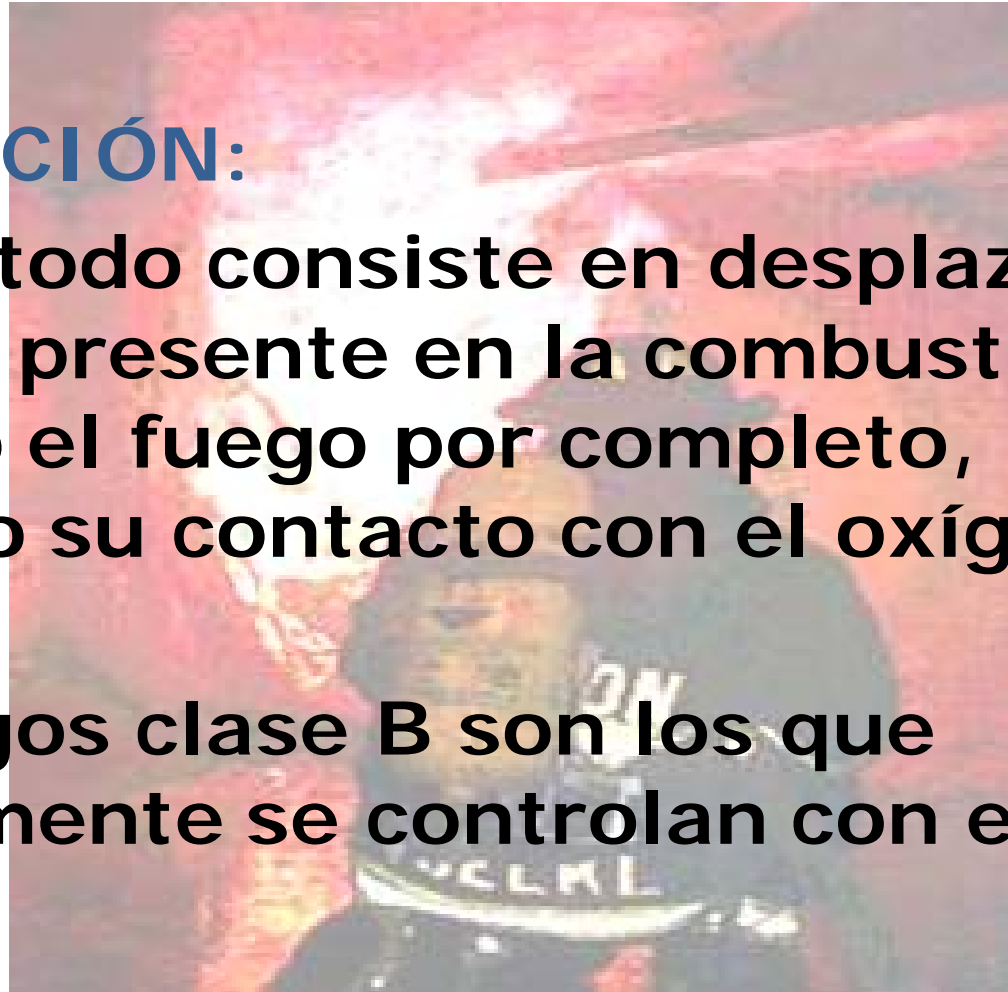 CIÓN:
todo consiste en desplaz
presente en la combust
o el fuego por completo,
o su contacto con el oxíg
gos clase B son los que
mente se controlan con e
ON